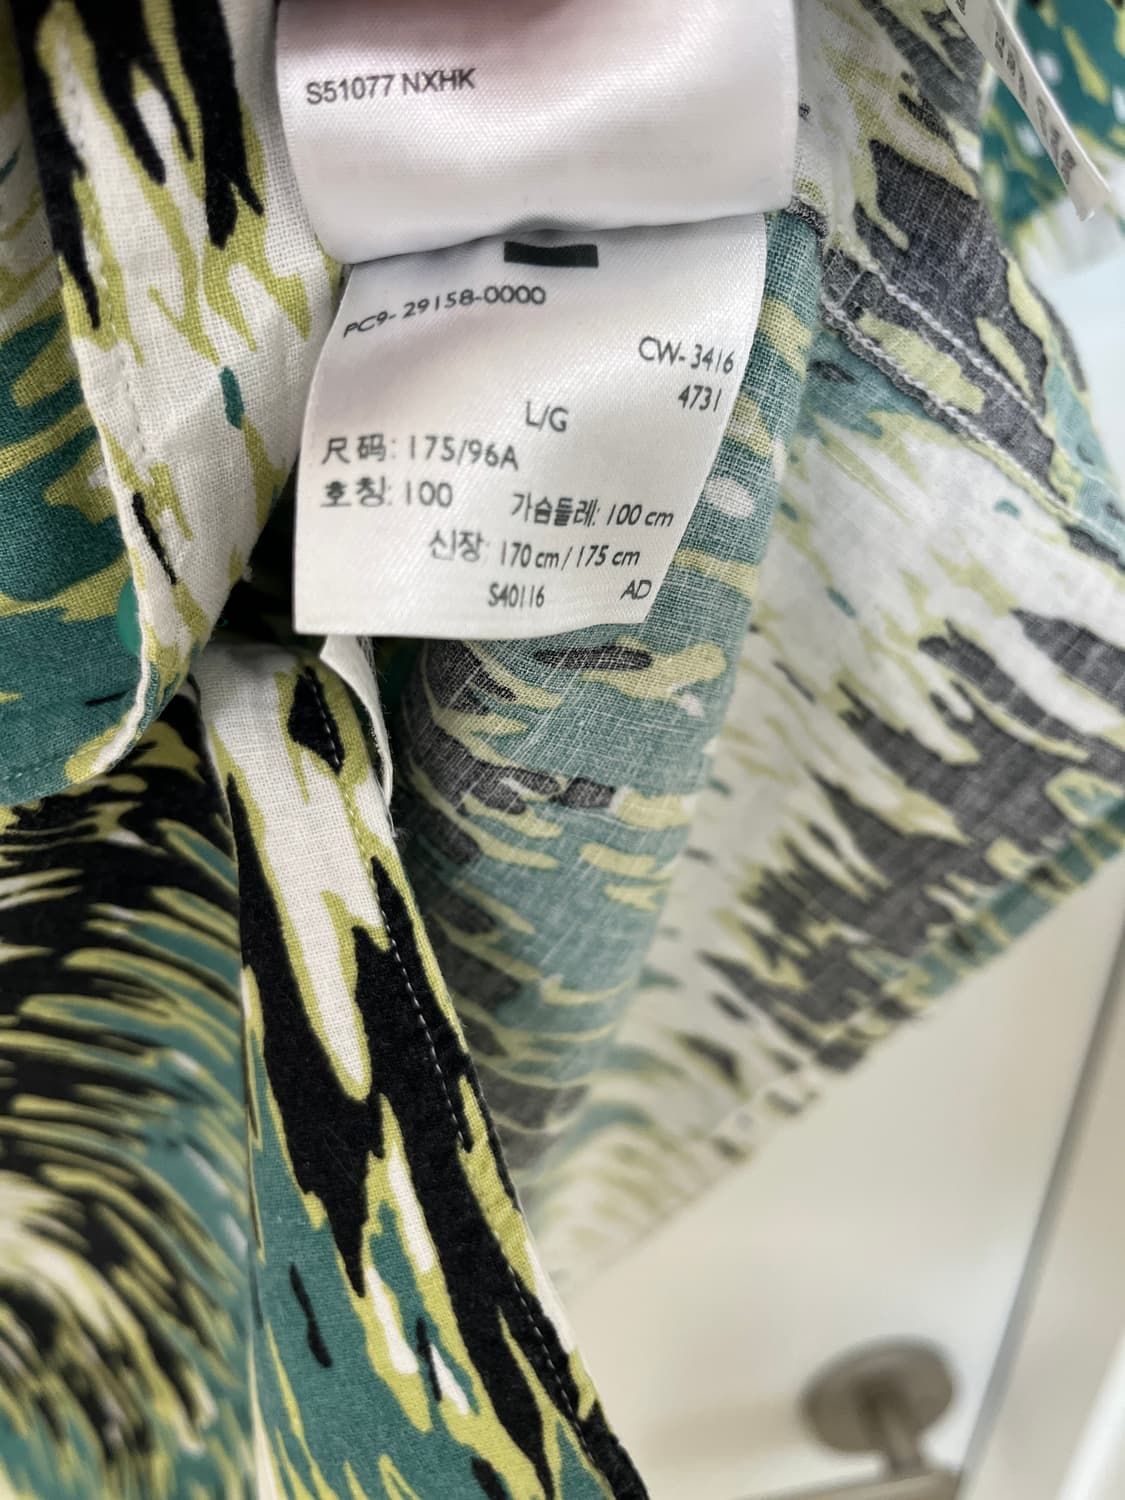 S51077 NXHK
PC9-29158-0000
CW-3416
4731
L/G
尺码: 175/96A
호칭: 100 가슴둘레: 100 cm
신장: 170 cm / 175 cm
S40116 AD